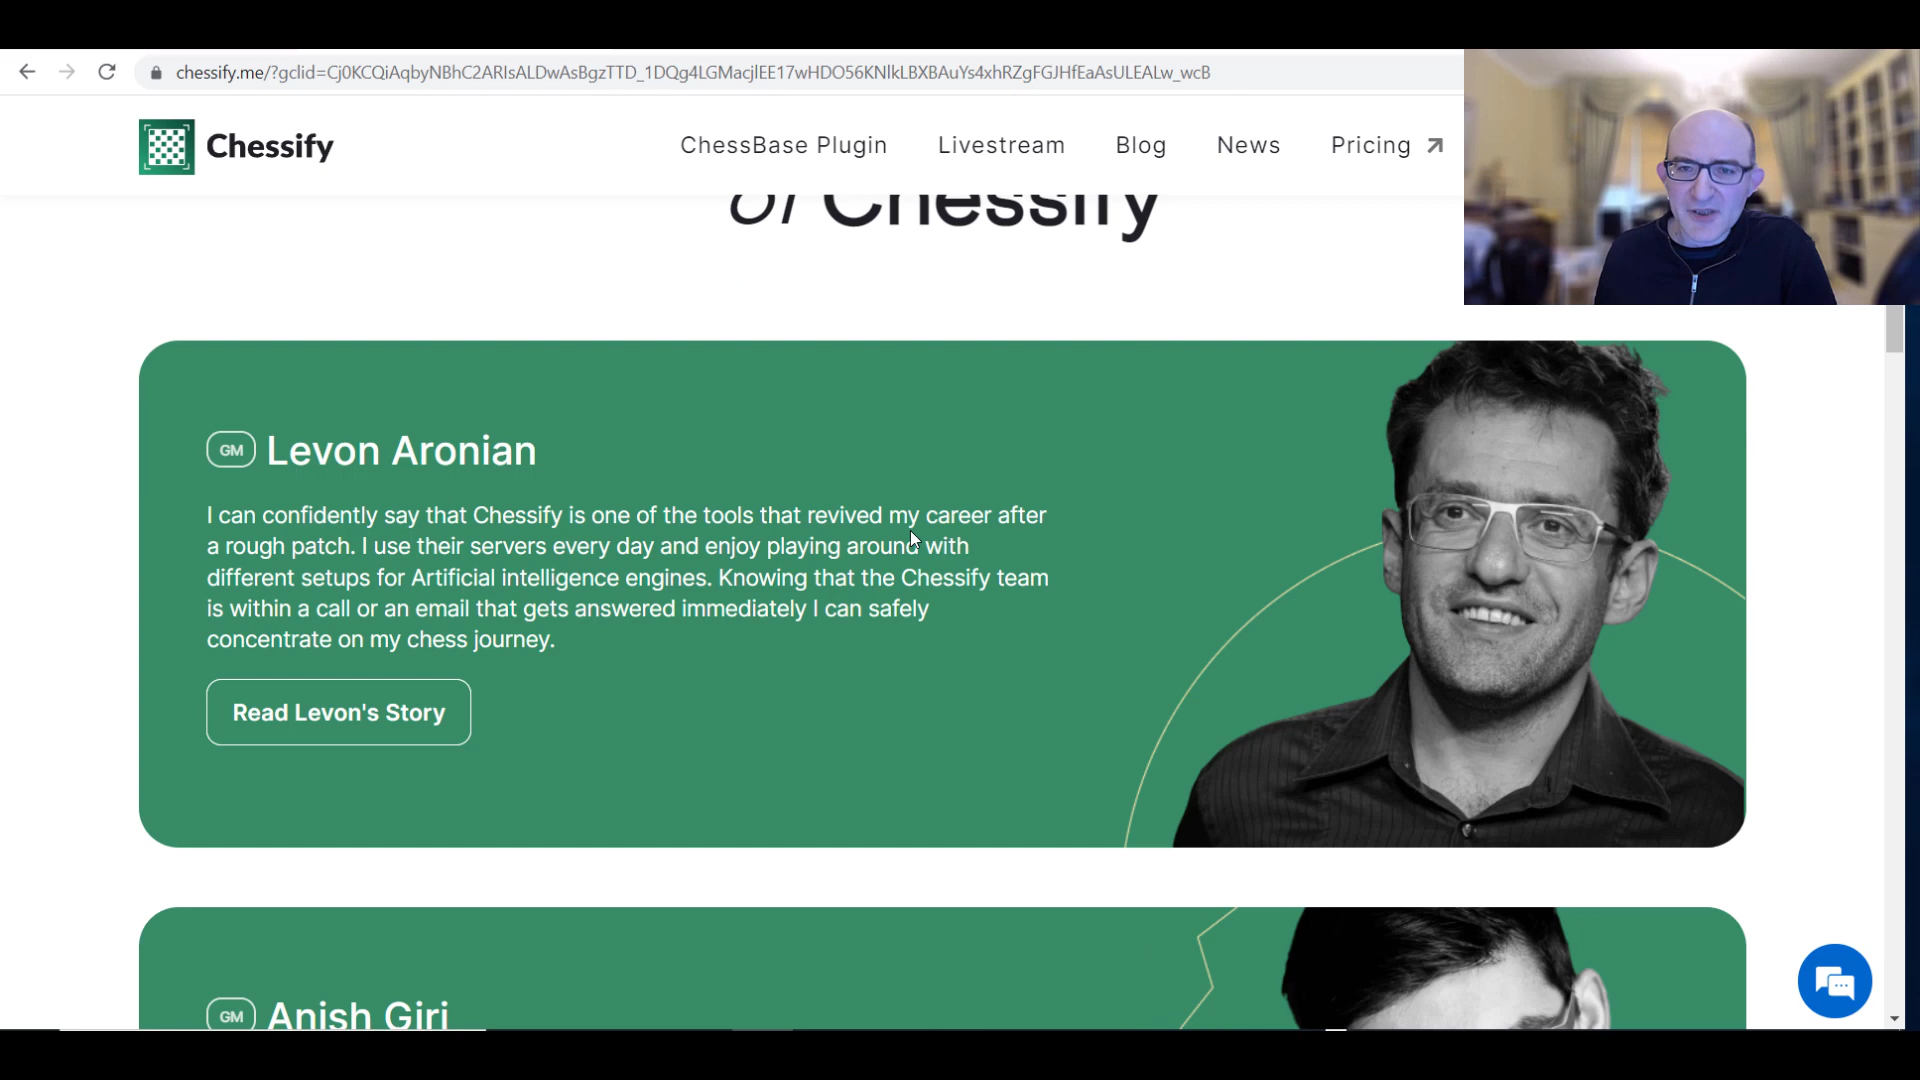 chessify.me/?gclid=Cj0KCQiAqbyNBhC2ARIsALDwAsBgzTTD_1DQg4LGMacjlEE17wHDO56KNlkLBXBAuYs4xhRZgFGJHfEaAsULEALw_wcB
Chessify
ChessBase Plugin
Livestream
Blog
News
Pricing
of Chessify
GM Levon Aronian
I can confidently say that Chessify is one of the tools that revived my career after
a rough patch. I use their servers every day and enjoy playing around with
different setups for Artificial intelligence engines. Knowing that the Chessify team
is within a call or an email that gets answered immediately I can safely
concentrate on my chess journey.
Read Levon's Story
GM Anish Giri